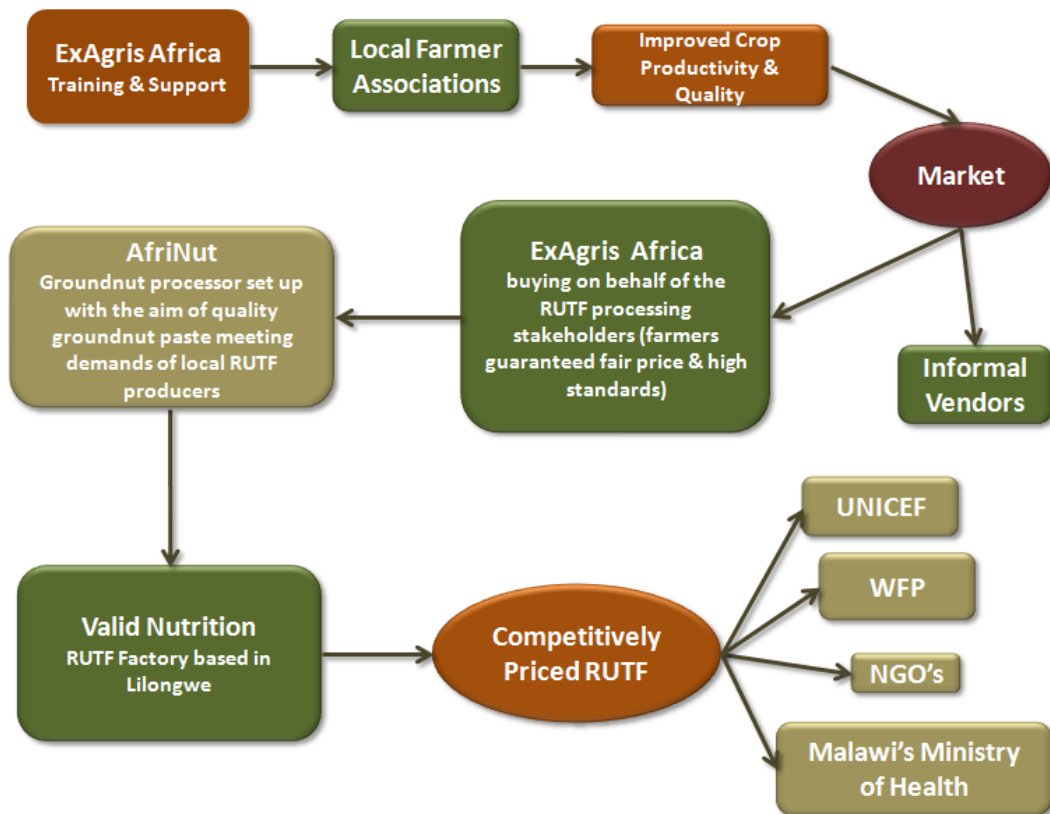 ExAgris Africa
Training & Support
Local Farmer
Associations
Improved Crop
Productivity &
Quality
Market
ExAgris  Africa
buying on behalf of the
RUTF processing
stakeholders (farmers
guaranteed fair price & high
standards)
Informal
Vendors
AfriNut
Groundnut processor set up
with the aim of quality
groundnut paste meeting
demands of local RUTF
producers
Valid Nutrition
RUTF Factory based in
Lilongwe
Competitively
Priced RUTF
UNICEF
WFP
NGO’s
Malawi’s Ministry
of Health